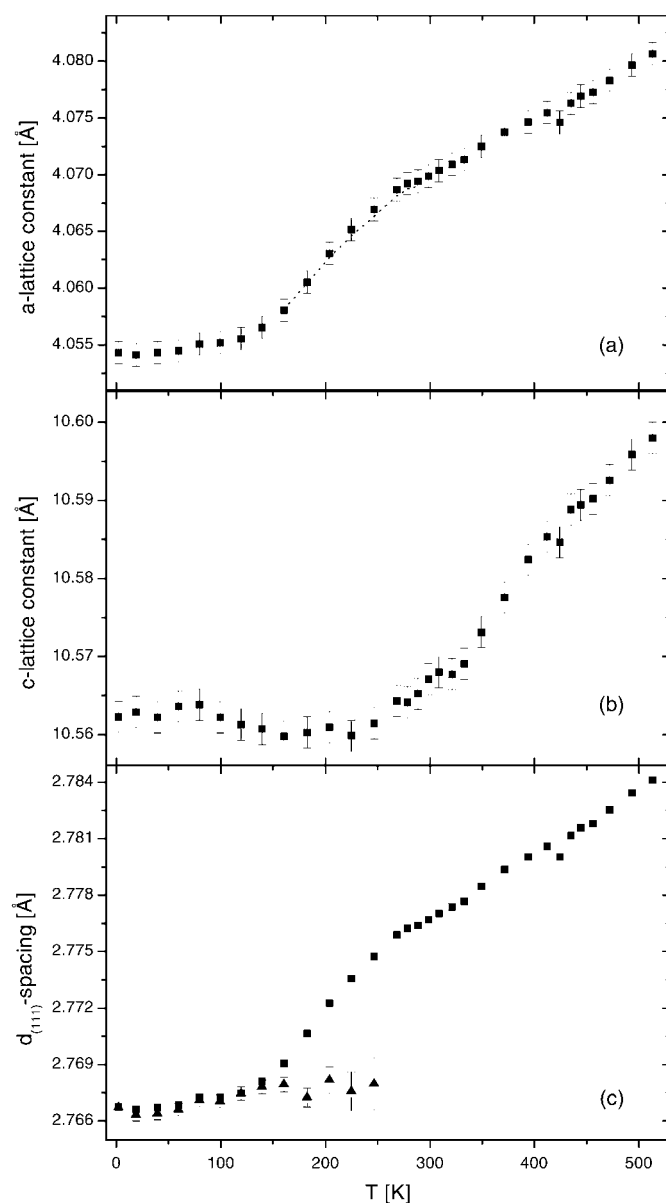 4.080
4.075
4.070
4.065
4.060
4.055
a-lattice constant [Å]
(a)
10.60
10.59
10.58
10.57
10.56
c-lattice constant [Å]
(b)
2.784
2.781
2.778
2.775
2.772
2.769
2.766
d(111)-spacing [Å]
(c)
0 100 200 300 400 500
T [K]